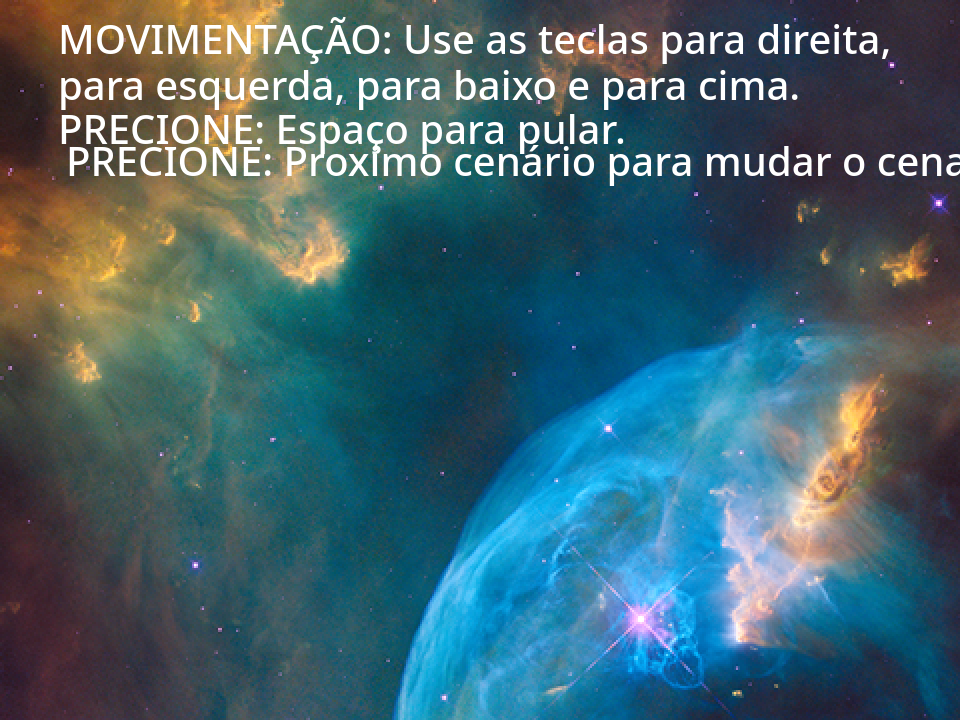 MOVIMENTAÇÃO: Use as teclas para direita,
para esquerda, para baixo e para cima.
PRECIONE: Espaço para pular.
PRECIONE: Proximo cenário para mudar o cena